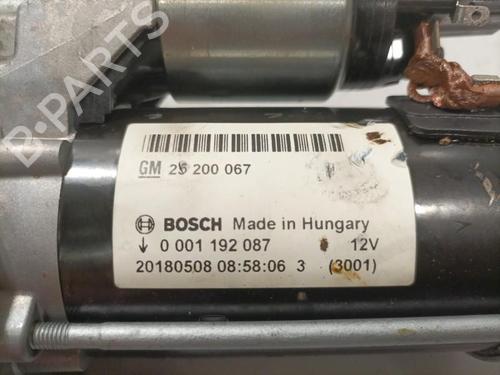 B-PARTS
GM 25 200 067
BOSCH Made in Hungary
0 001 192 087 12V
20180508 08:58:06 3 (3001)